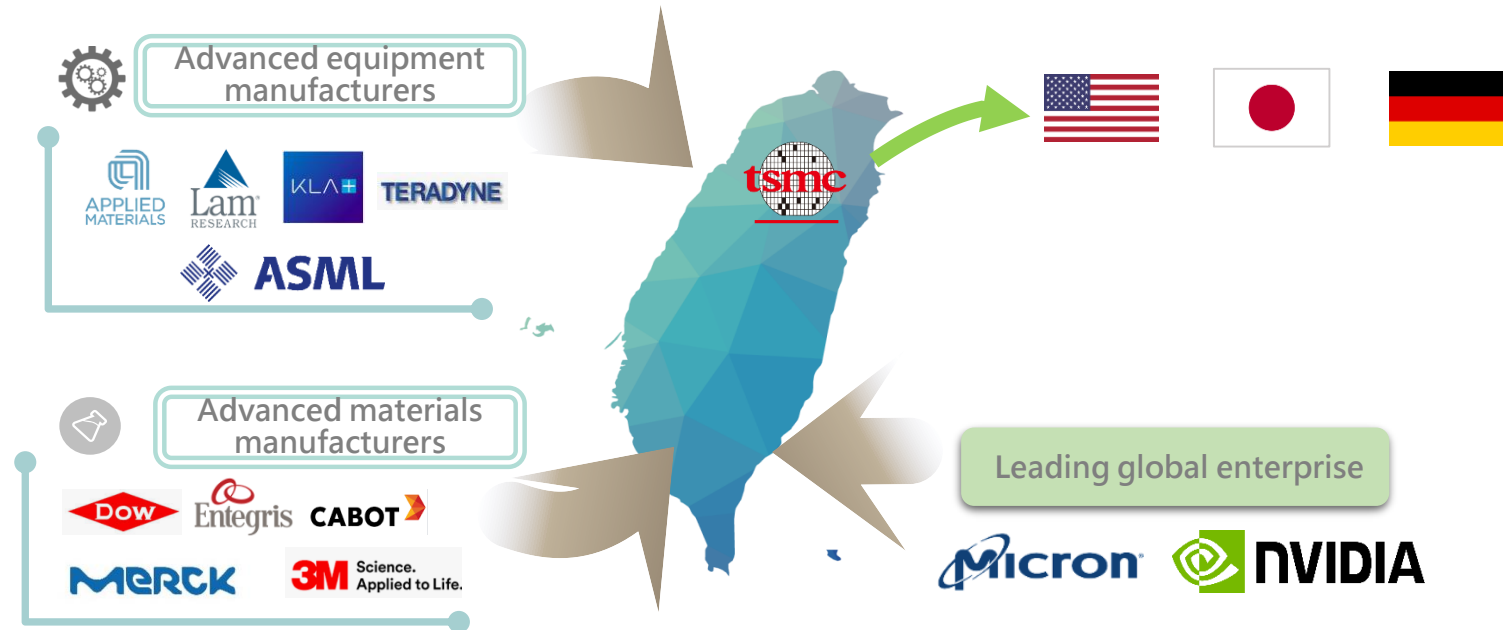 Advanced equipment
manufacturers
APPLIED
MATERIALS
Lam
RESEARCH
KLA+
TERADYNE
ASML
tsmc
Advanced materials
manufacturers
DOW
Entegris
CABOT
MERCK
3M Science.
Applied to Life.
Leading global enterprise
Micron
NVIDIA